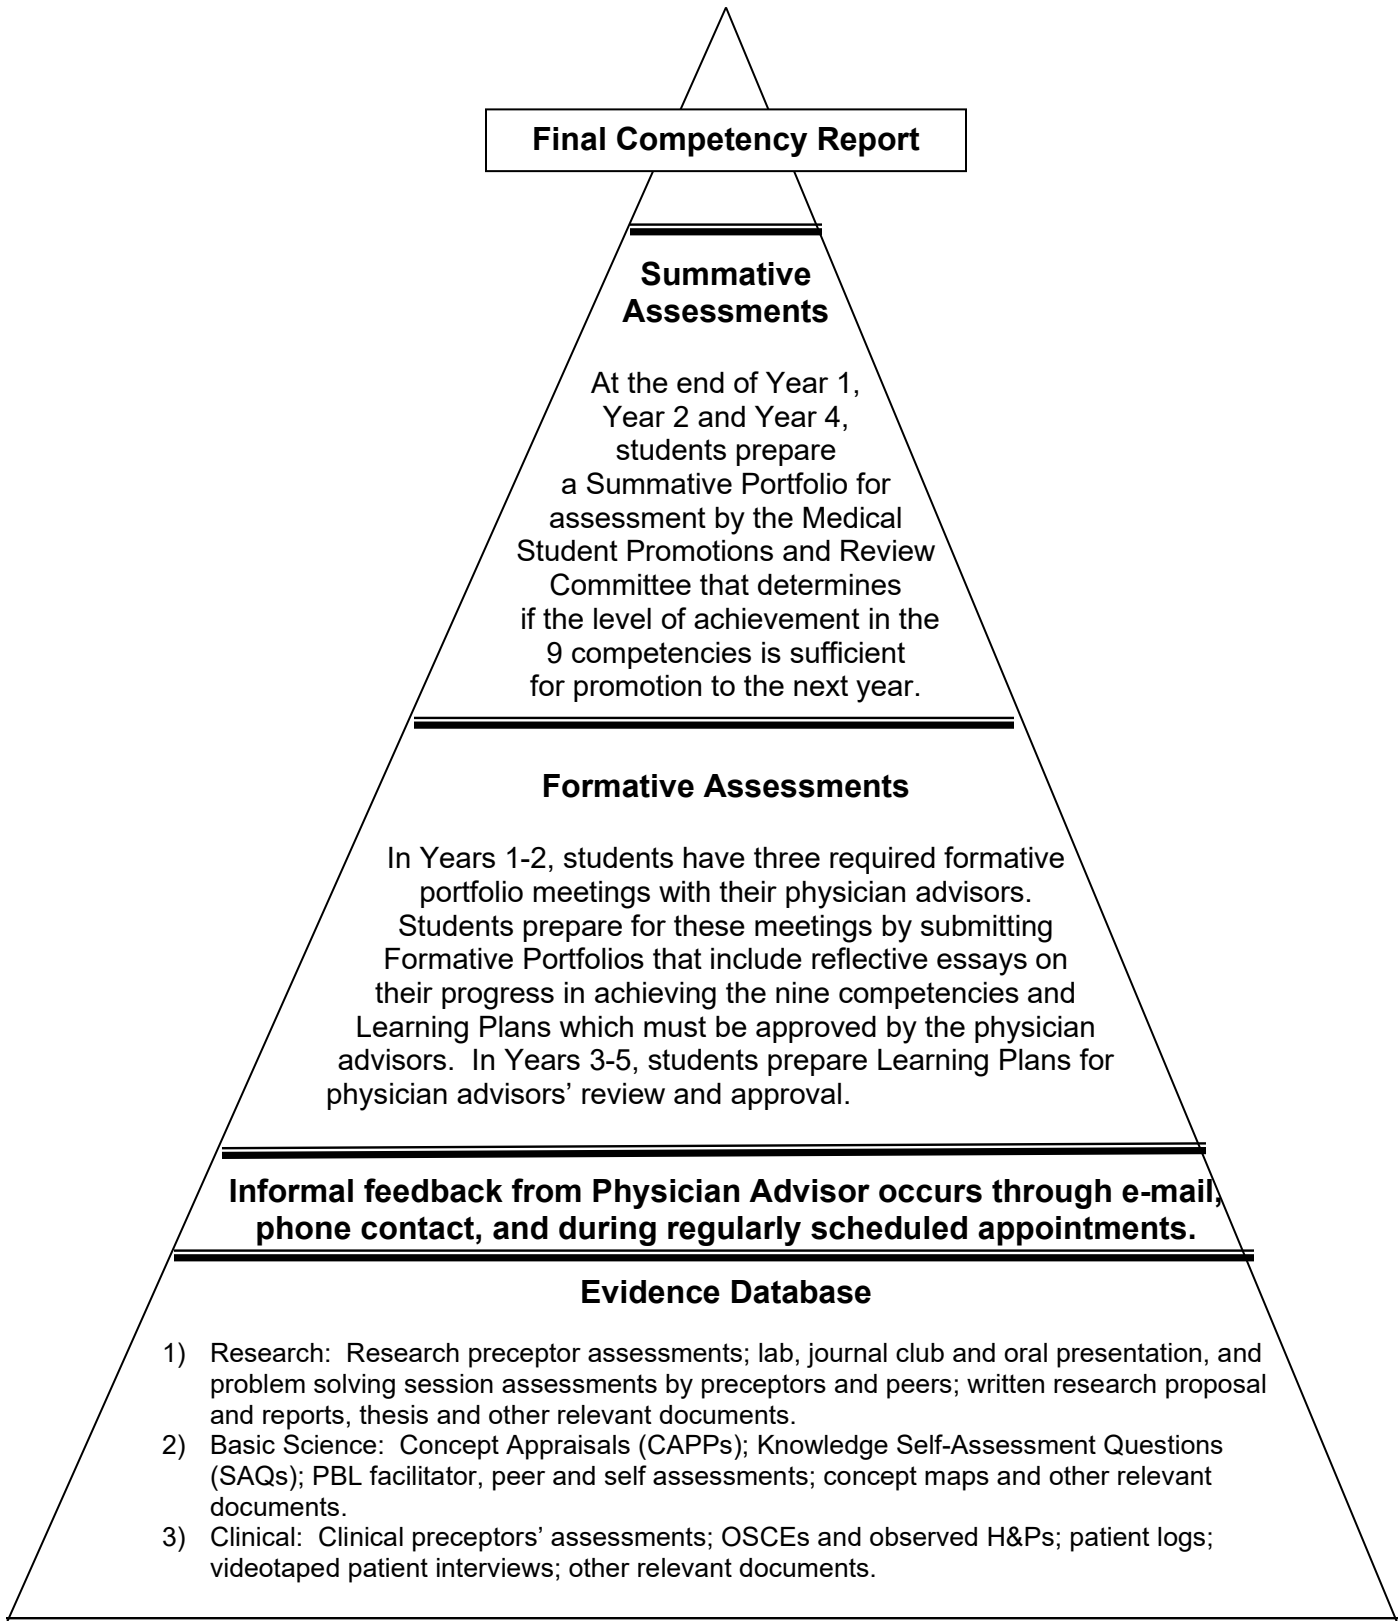 Final Competency Report
Summative
Assessments
At the end of Year 1,
Year 2 and Year 4,
students prepare
a Summative Portfolio for
assessment by the Medical
Student Promotions and Review
Committee that determines
if the level of achievement in the
9 competencies is sufficient
for promotion to the next year.
Formative Assessments
In Years 1-2, students have three required formative
portfolio meetings with their physician advisors.
Students prepare for these meetings by submitting
Formative Portfolios that include reflective essays on
their progress in achieving the nine competencies and
Learning Plans which must be approved by the physician
advisors.  In Years 3-5, students prepare Learning Plans for
physician advisors’ review and approval.
Informal feedback from Physician Advisor occurs through e-mail,
phone contact, and during regularly scheduled appointments.
Evidence Database
1) Research:  Research preceptor assessments; lab, journal club and oral presentation, and
problem solving session assessments by preceptors and peers; written research proposal
and reports, thesis and other relevant documents.
2) Basic Science:  Concept Appraisals (CAPPs); Knowledge Self-Assessment Questions
(SAQs); PBL facilitator, peer and self assessments; concept maps and other relevant
documents.
3) Clinical:  Clinical preceptors’ assessments; OSCEs and observed H&Ps; patient logs;
videotaped patient interviews; other relevant documents.